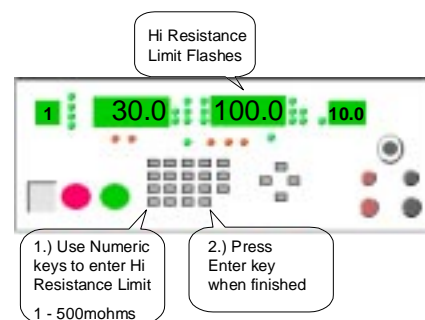 Hi Resistance
Limit Flashes
1 30.0 100.0 10.0
1.) Use Numeric
keys to enter Hi
Resistance Limit
1 - 500mohms
2.) Press
Enter key
when finished